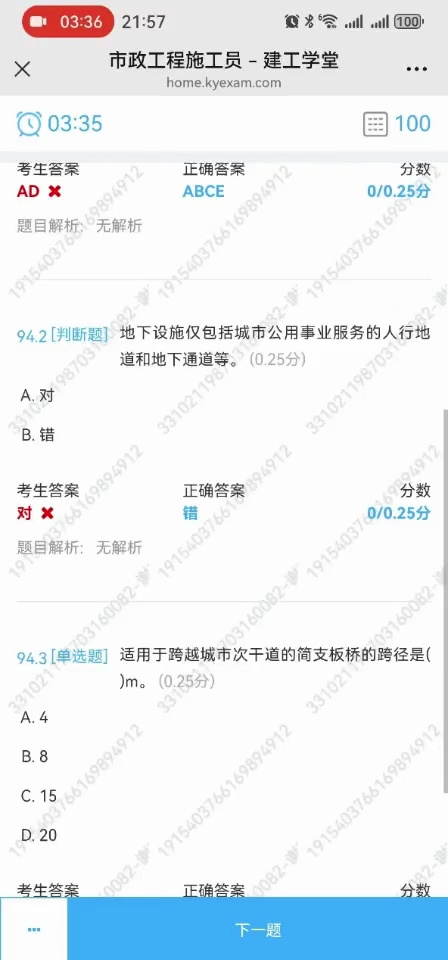 03:36 21:57 100
市政工程施工员 - 建工学堂
home.kyexam.com
03:35 100
考生答案 正确答案 分数
AD ✖ ABCE 0/0.25分
题目解析: 无解析
94.2 [判断题] 地下设施仅包括城市公用事业服务的人行地
道和地下通道等。(0.25分)
A. 对
B. 错
考生答案 正确答案 分数
对 ✖ 错 0/0.25分
题目解析: 无解析
94.3 [单选题] 适用于跨越城市次干道的简支板桥的跨径是(
)m。(0.25分)
A. 4
B. 8
C. 15
D. 20
考生答案 正确答案 分数
下一题